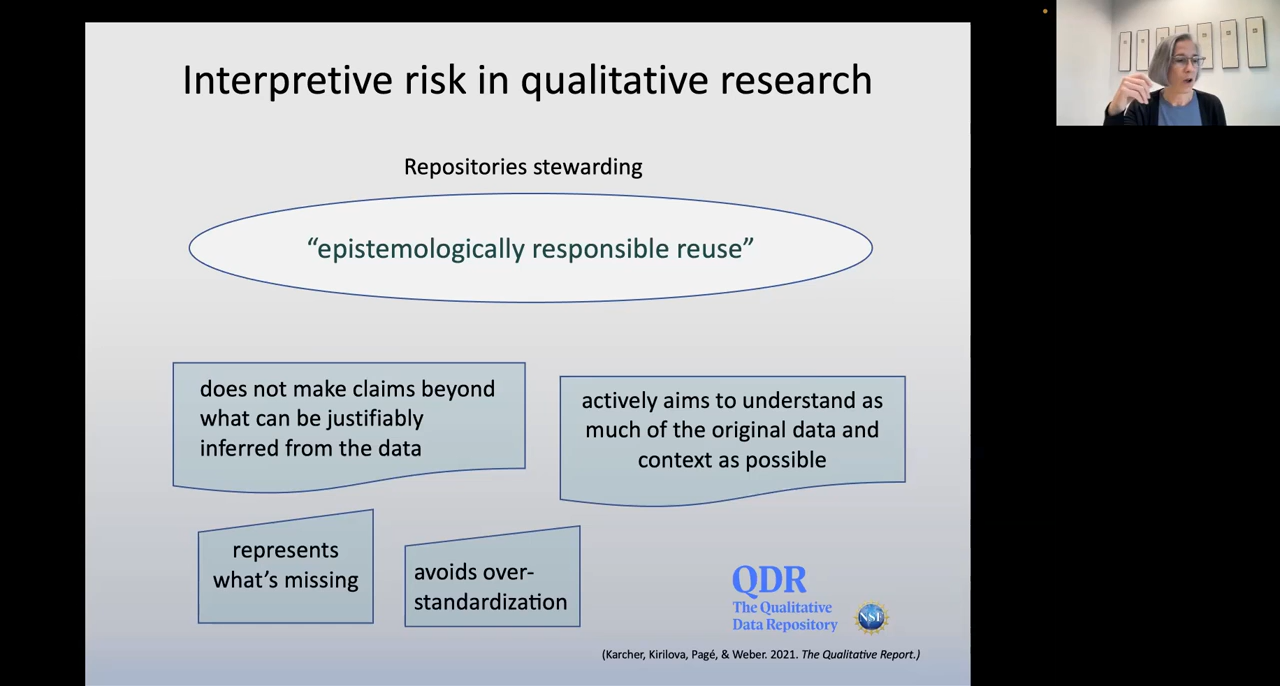 Interpretive risk in qualitative research
Repositories stewarding
“epistemologically responsible reuse”
does not make claims beyond
what can be justifiably
inferred from the data
actively aims to understand as
much of the original data and
context as possible
represents
what’s missing
avoids over-
standardization
QDR
The Qualitative
Data Repository
NSF
(Karcher, Kirilova, Pagé, & Weber. 2021. The Qualitative Report.)